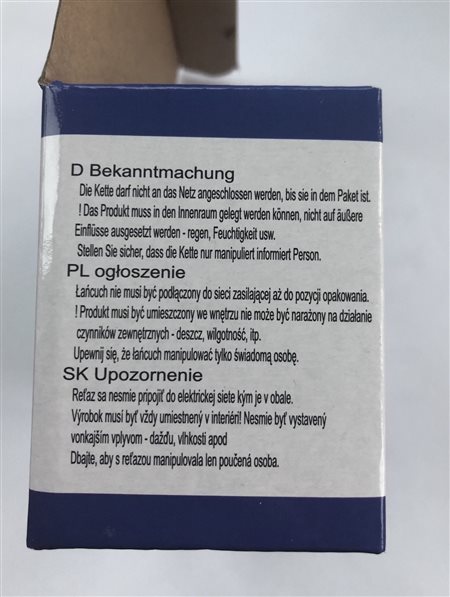 D Bekanntmachung
Die Kette darf nicht an das Netz angeschlossen werden, bis sie in dem Paket ist.
! Das Produkt muss in den Innenraum gelegt werden können, nicht auf äußere
Einflüsse ausgesetzt werden - regen, Feuchtigkeit usw.
Stellen Sie sicher, dass die Kette nur manipuliert informiert Person.
PL ogłoszenie
Łańcuch nie musi być podłączony do sieci zasilającej aż do pozycji opakowania.
! Produkt musi być umieszczony we wnętrzu nie może być narażony na działanie
czynników zewnętrznych - deszcz, wilgotność, itp.
Upewnij się, że łańcuch manipulować tylko świadomą osobę.
SK Upozornenie
Reťaz sa nesmie pripojiť do elektrickej siete kým je v obale.
Výrobok musí byť vždy umiestnený v interiéri! Nesmie byť vystavený
vonkajším vplyvom - dažďu, vlhkosti apod
Dbajte, aby s reťazou manipulovala len poučená osoba.